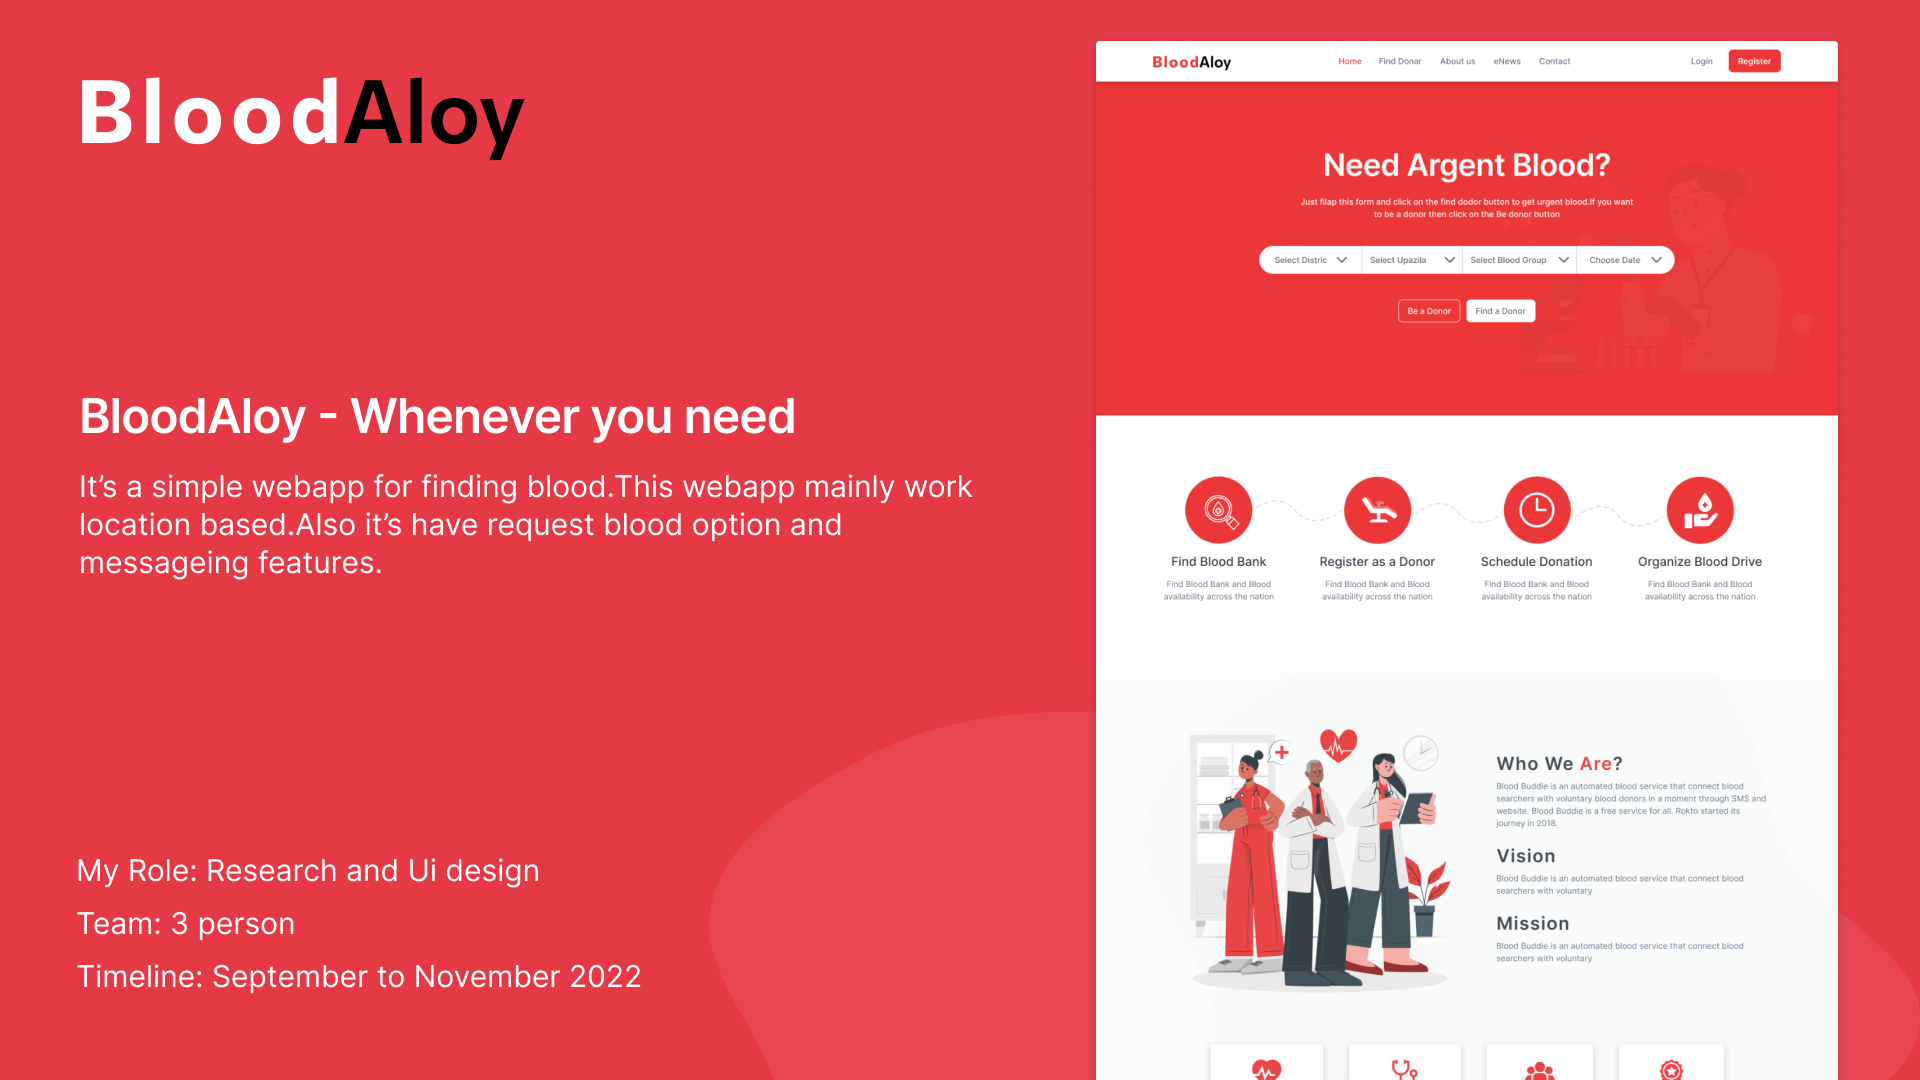 BloodAloy
BloodAloy - Whenever you need
It’s a simple webapp for finding blood.This webapp mainly work
location based.Also it’s have request blood option and
messageing features.
My Role: Research and Ui design
Team: 3 person
Timeline: September to November 2022
BloodAloy
Home Find Donar About us eNews Contact
Login Register
Need Argent Blood?
Just filap this form and click on the find dodor button to get urgent blood.If you want
to be a donor then click on the Be donor button
Select Distric Select Upazila Select Blood Group Choose Date
Be a Donor Find a Donor
Find Blood Bank
Find Blood Bank and Blood
availability across the nation
Register as a Donor
Find Blood Bank and Blood
availability across the nation
Schedule Donation
Find Blood Bank and Blood
availability across the nation
Organize Blood Drive
Find Blood Bank and Blood
availability across the nation
Who We Are?
Blood Buddie is an automated blood service that connect blood
searchers with voluntary blood donors in a moment through SMS and
website. Blood Buddie is a free service for all. Rokto started its
journey in 2018.
Vision
Blood Buddie is an automated blood service that connect blood
searchers with voluntary
Mission
Blood Buddie is an automated blood service that connect blood
searchers with voluntary